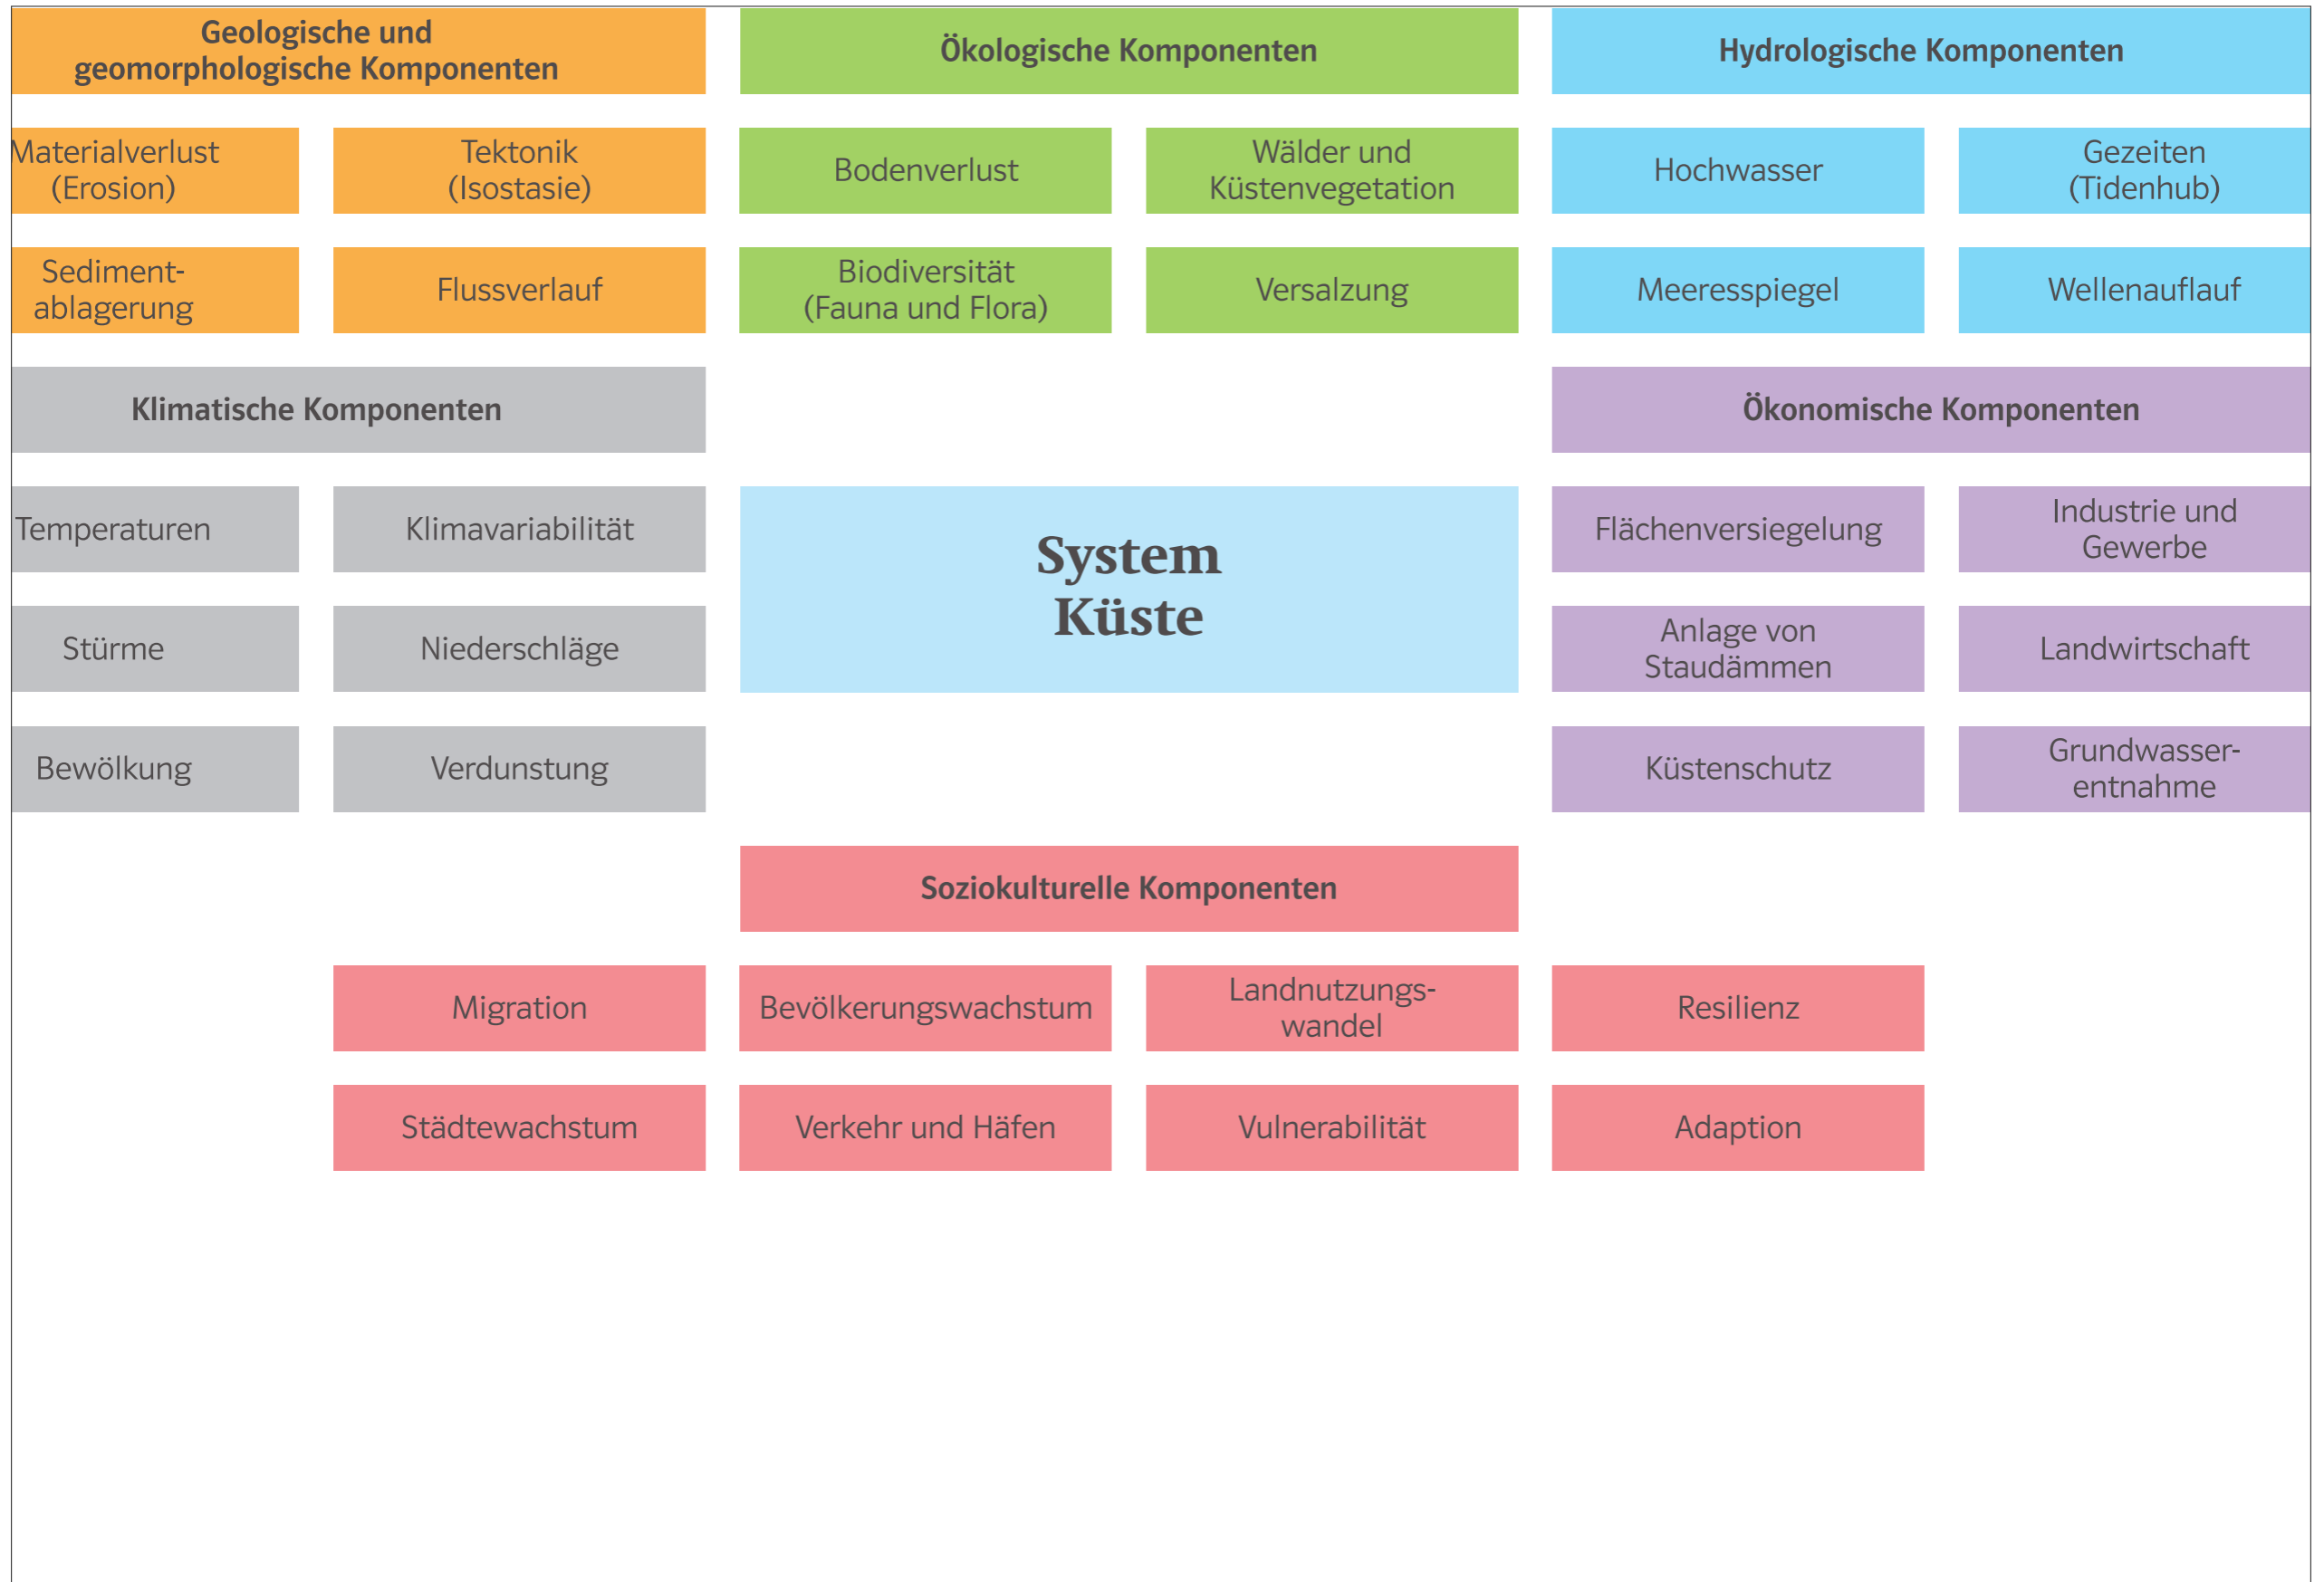 Geologische und
geomorphologische Komponenten
Ökologische Komponenten
Hydrologische Komponenten
Materialverlust
(Erosion)
Tektonik
(Isostasie)
Bodenverlust
Wälder und
Küstenvegetation
Hochwasser
Gezeiten
(Tidenhub)
Sediment-
ablagerung
Flussverlauf
Biodiversität
(Fauna und Flora)
Versalzung
Meeresspiegel
Wellenauflauf
Klimatische Komponenten
Ökonomische Komponenten
Temperaturen
Klimavariabilität
System
Küste
Flächenversiegelung
Industrie und
Gewerbe
Stürme
Niederschläge
Anlage von
Staudämmen
Landwirtschaft
Bewölkung
Verdunstung
Küstenschutz
Grundwasser-
entnahme
Soziokulturelle Komponenten
Migration
Bevölkerungswachstum
Landnutzungs-
wandel
Resilienz
Städtewachstum
Verkehr und Häfen
Vulnerabilität
Adaption